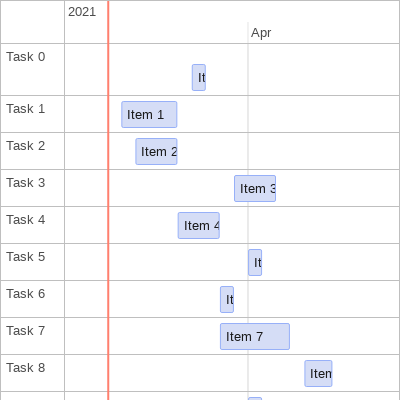 2021
Apr
Task 0
It
Task 1
Item 1
Task 2
Item 2
Task 3
Item 3
Task 4
Item 4
Task 5
It
Task 6
It
Task 7
Item 7
Task 8
Item